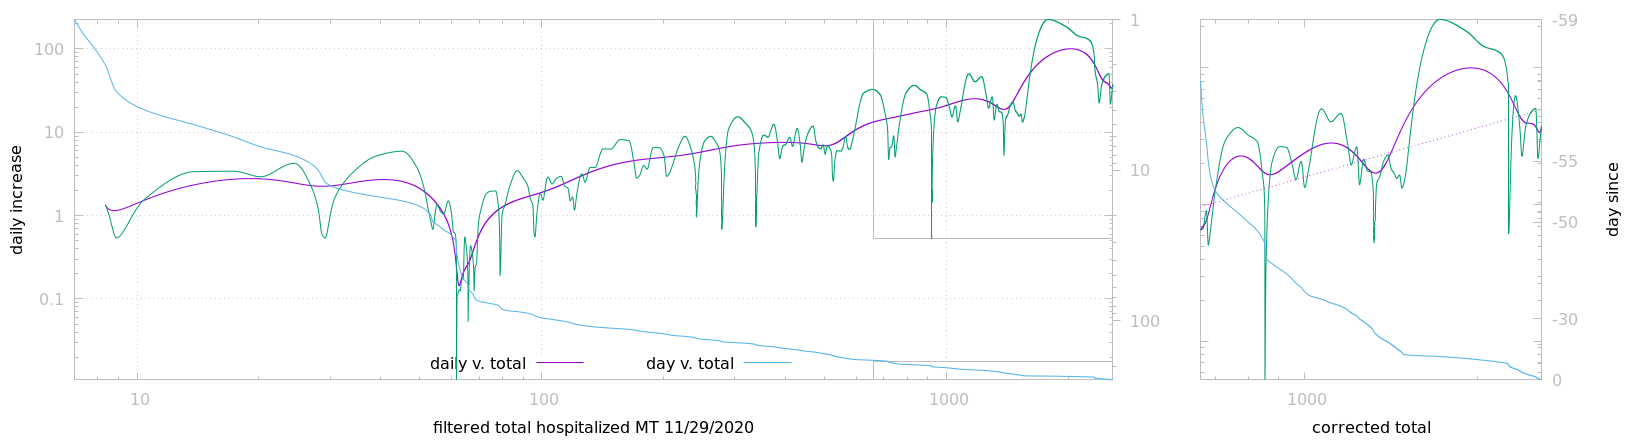 daily increase
100
10
1
0.1
1
10
100
daily v. total
day v. total
10
100
1000
filtered total hospitalized MT 11/29/2020
-59
-55
-50
-30
0
day since
1000
corrected total